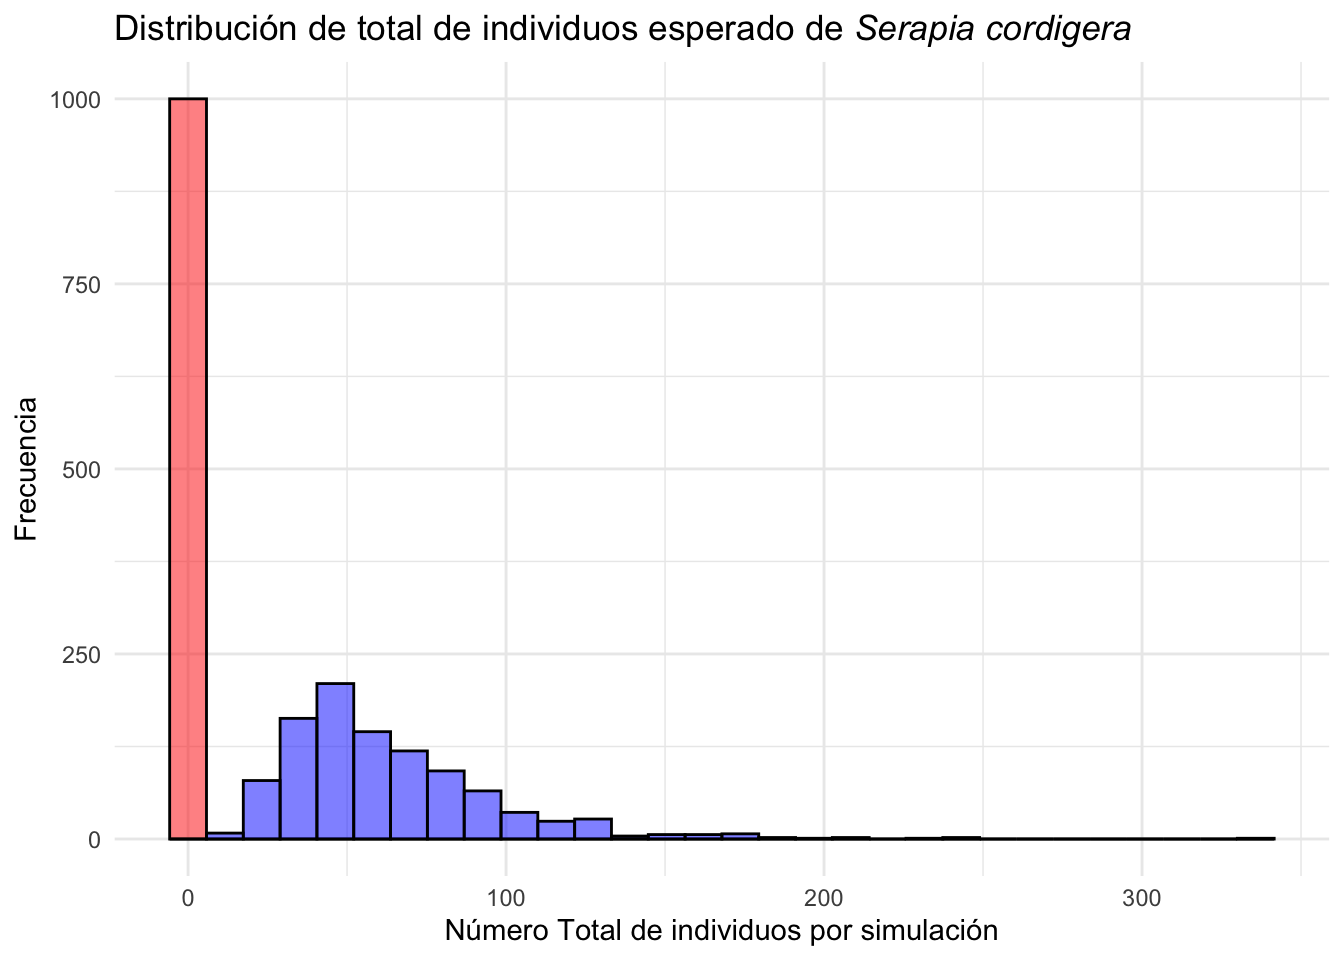 Distribución de total de individuos esperado de Serapia cordigera
1000
750
500
250
0
Frecuencia
0 100 200 300
Número Total de individuos por simulación